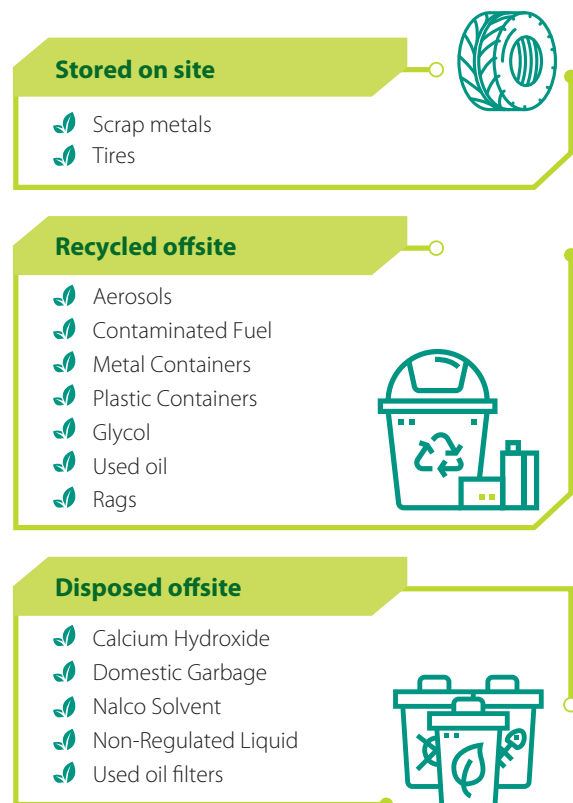 Stored on site
Scrap metals
Tires
Recycled offsite
Aerosols
Contaminated Fuel
Metal Containers
Plastic Containers
Glycol
Used oil
Rags
Disposed offsite
Calcium Hydroxide
Domestic Garbage
Nalco Solvent
Non-Regulated Liquid
Used oil filters